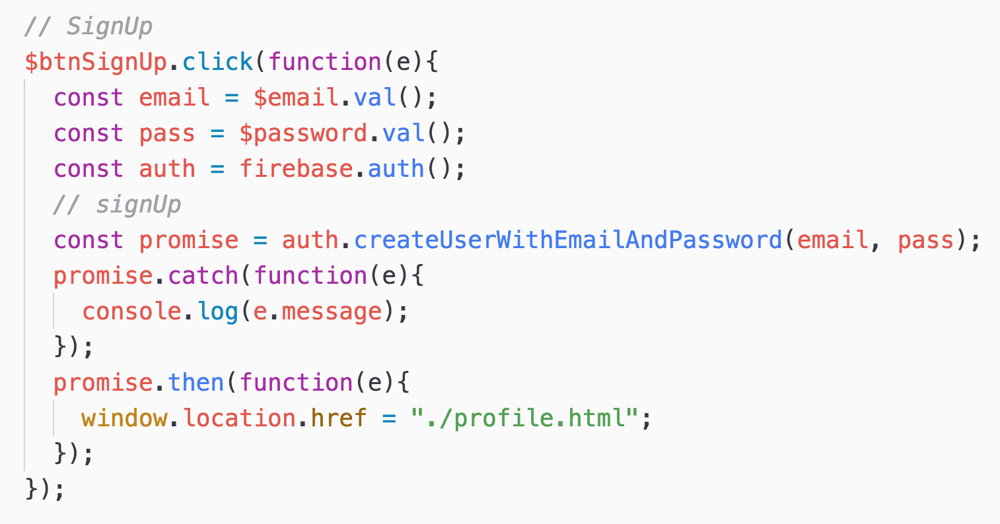 // SignUp
$btnSignUp.click(function(e){
  const email = $email.val();
  const pass = $password.val();
  const auth = firebase.auth();
  // signUp
  const promise = auth.createUserWithEmailAndPassword(email, pass);
  promise.catch(function(e){
    console.log(e.message);
  });
  promise.then(function(e){
    window.location.href = "./profile.html";
  });
});